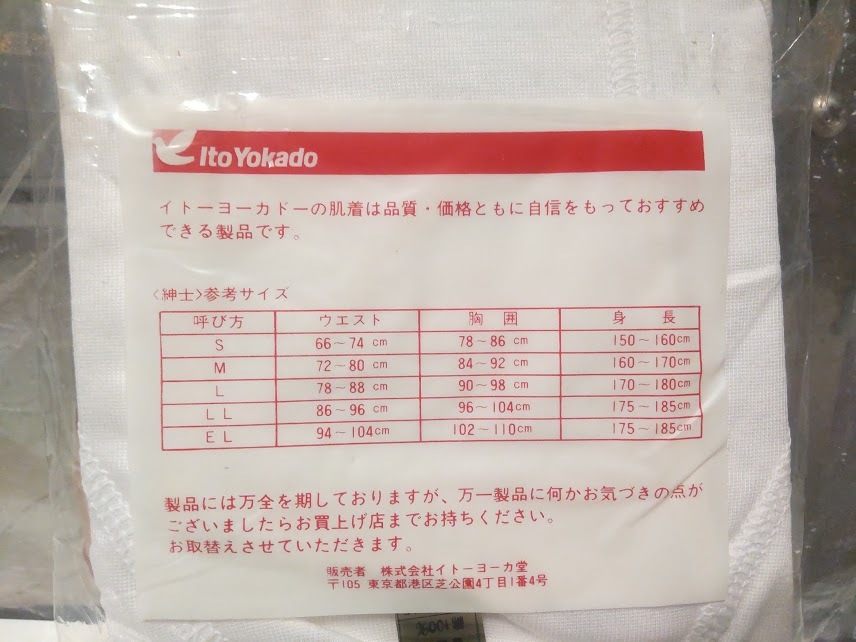 Ito Yokado
イトーヨーカドーの肌着は品質・価格ともに自信をもっておすすめ
できる製品です。
〈紳士〉参考サイズ
呼び方 ウエスト 胸囲 身長
S 66〜74 cm 78〜86 cm 150〜160cm
M 72〜80 cm 84〜92 cm 160〜170cm
L 78〜88 cm 90〜98 cm 170〜180cm
LL 86〜96 cm 96〜104cm 175〜185cm
EL 94〜104cm 102〜110cm 175〜185cm
製品には万全を期しておりますが、万一製品に何かお気づきの点が
ございましたらお買上げ店までお持ちください。
お取替えさせていただきます。
販売者 株式会社イトーヨーカ堂
〒105 東京都港区芝公園4丁目1番4号
綿100%